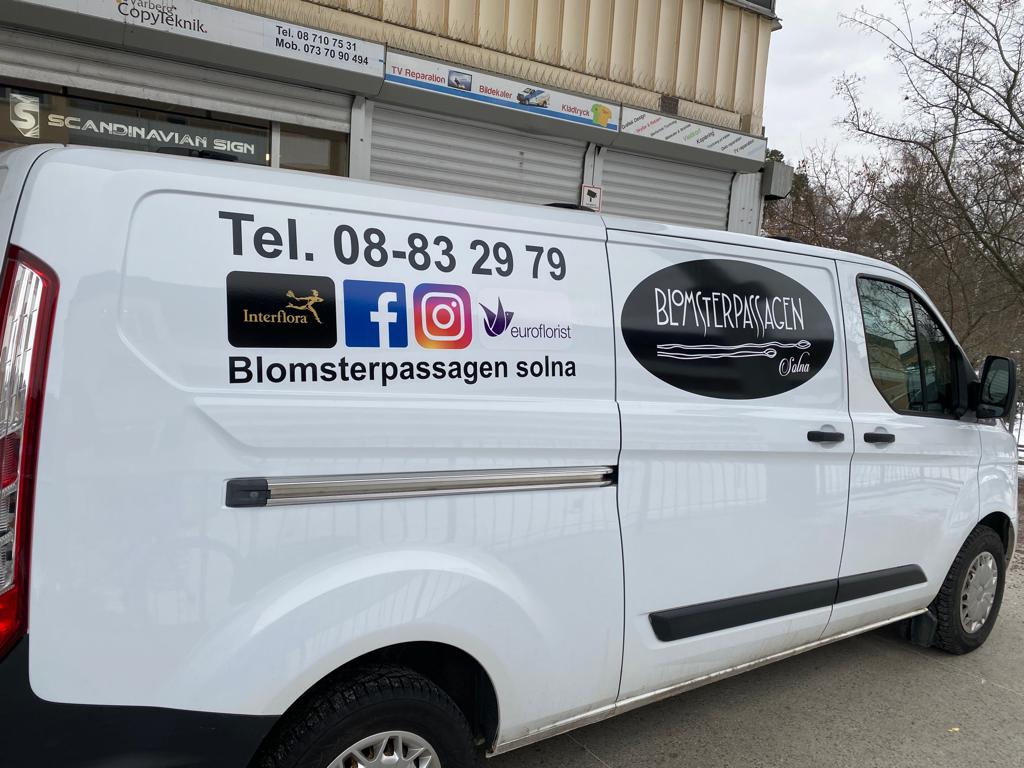 Varberg
Copyteknik.
Tel. 08 710 75 31
Mob. 073 70 90 494
TV Reparation
Bildekaler
Klädtryck
SCANDINAVIAN SIGN
Tel. 08-83 29 79
Interflora
euroflorist
Blomsterpassagen solna
BLOMSTERPASSAGEN
Solna